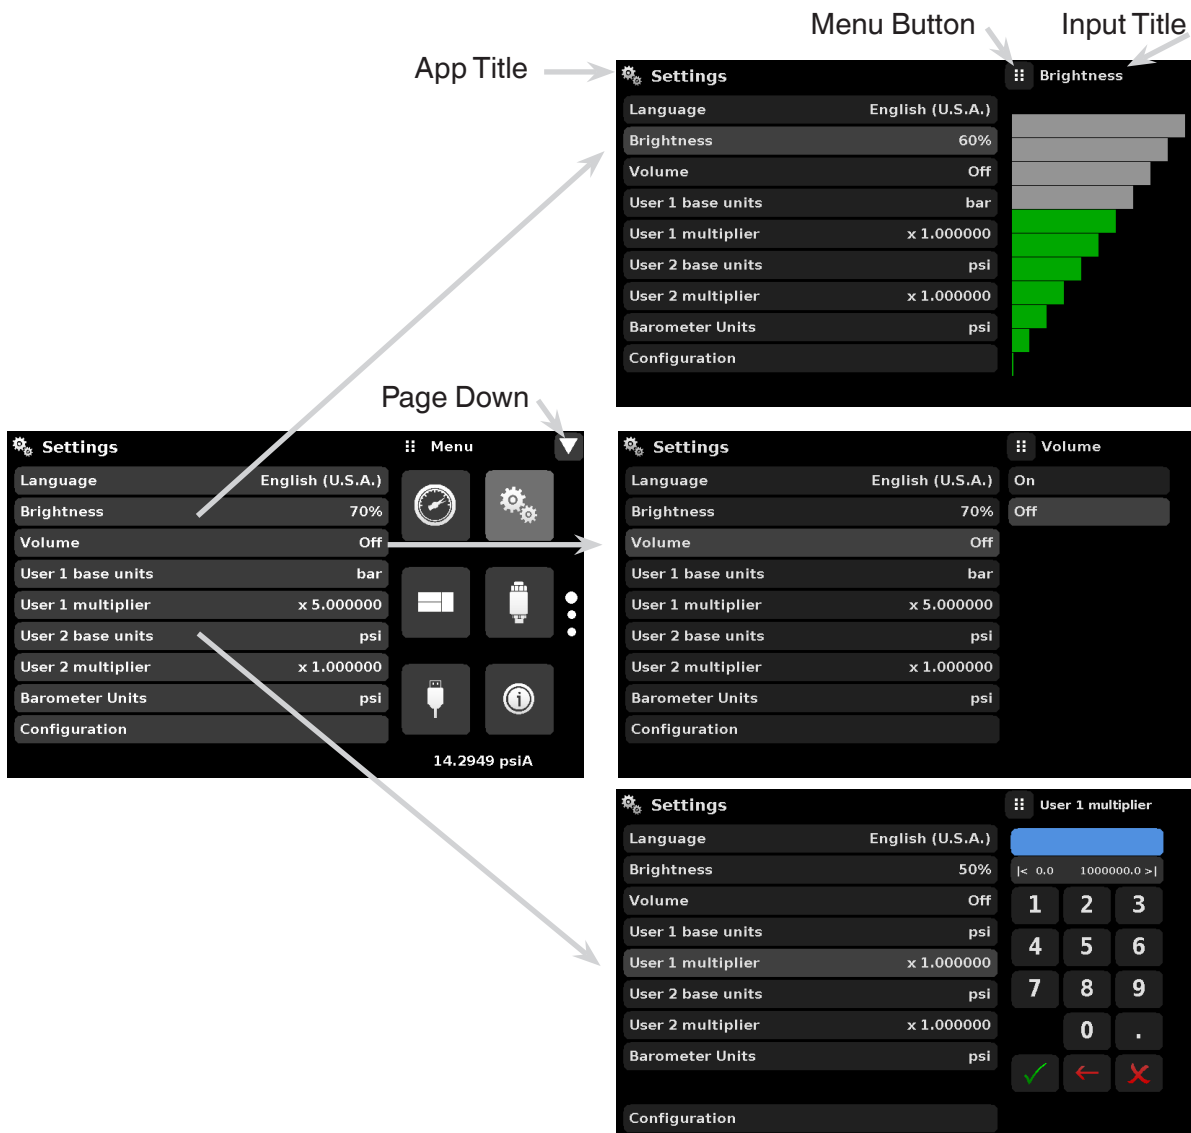 Menu Button
Input Title
App Title
Settings
Brightness
Language English (U.S.A.)
Brightness 60%
Volume Off
User 1 base units bar
User 1 multiplier x 1.000000
User 2 base units psi
User 2 multiplier x 1.000000
Barometer Units psi
Configuration
Page Down
Settings
Menu
Language English (U.S.A.)
Brightness 70%
Volume Off
User 1 base units bar
User 1 multiplier x 5.000000
User 2 base units psi
User 2 multiplier x 1.000000
Barometer Units psi
Configuration
14.2949 psiA
Settings
Volume
Language English (U.S.A.)
Brightness 70%
Volume Off
User 1 base units bar
User 1 multiplier x 5.000000
User 2 base units psi
User 2 multiplier x 1.000000
Barometer Units psi
Configuration
On
Off
Settings
User 1 multiplier
Language English (U.S.A.)
Brightness 50%
Volume Off
User 1 base units psi
User 1 multiplier x 1.000000
User 2 base units psi
User 2 multiplier x 1.000000
Barometer Units psi
Configuration
|< 0.0 1000000.0 >|
1 2 3
4 5 6
7 8 9
0 .